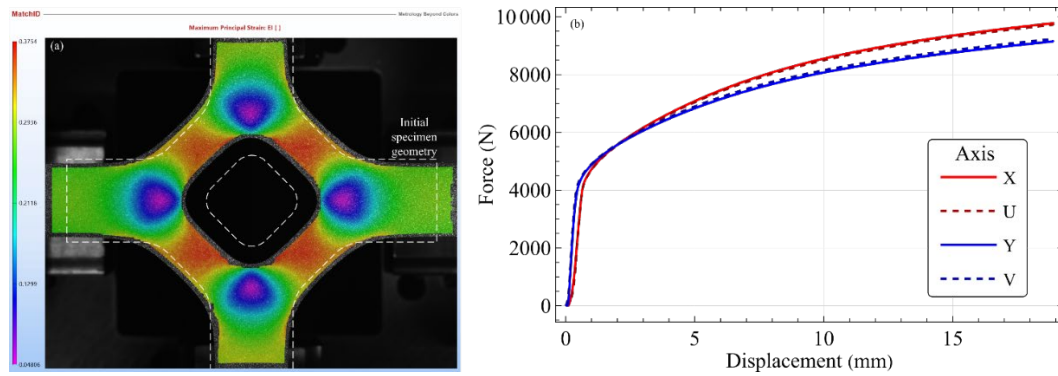 MatchID
Metrology Beyond Colors
Maximum Principal Strain: EI [ ]
(a)
0.3754
0.2936
0.2116
0.1299
0.04806
Initial
specimen
geometry
(b)
Force (N)
10 000
8000
6000
4000
2000
0
0
5
10
15
Displacement (mm)
Axis
X
U
Y
V